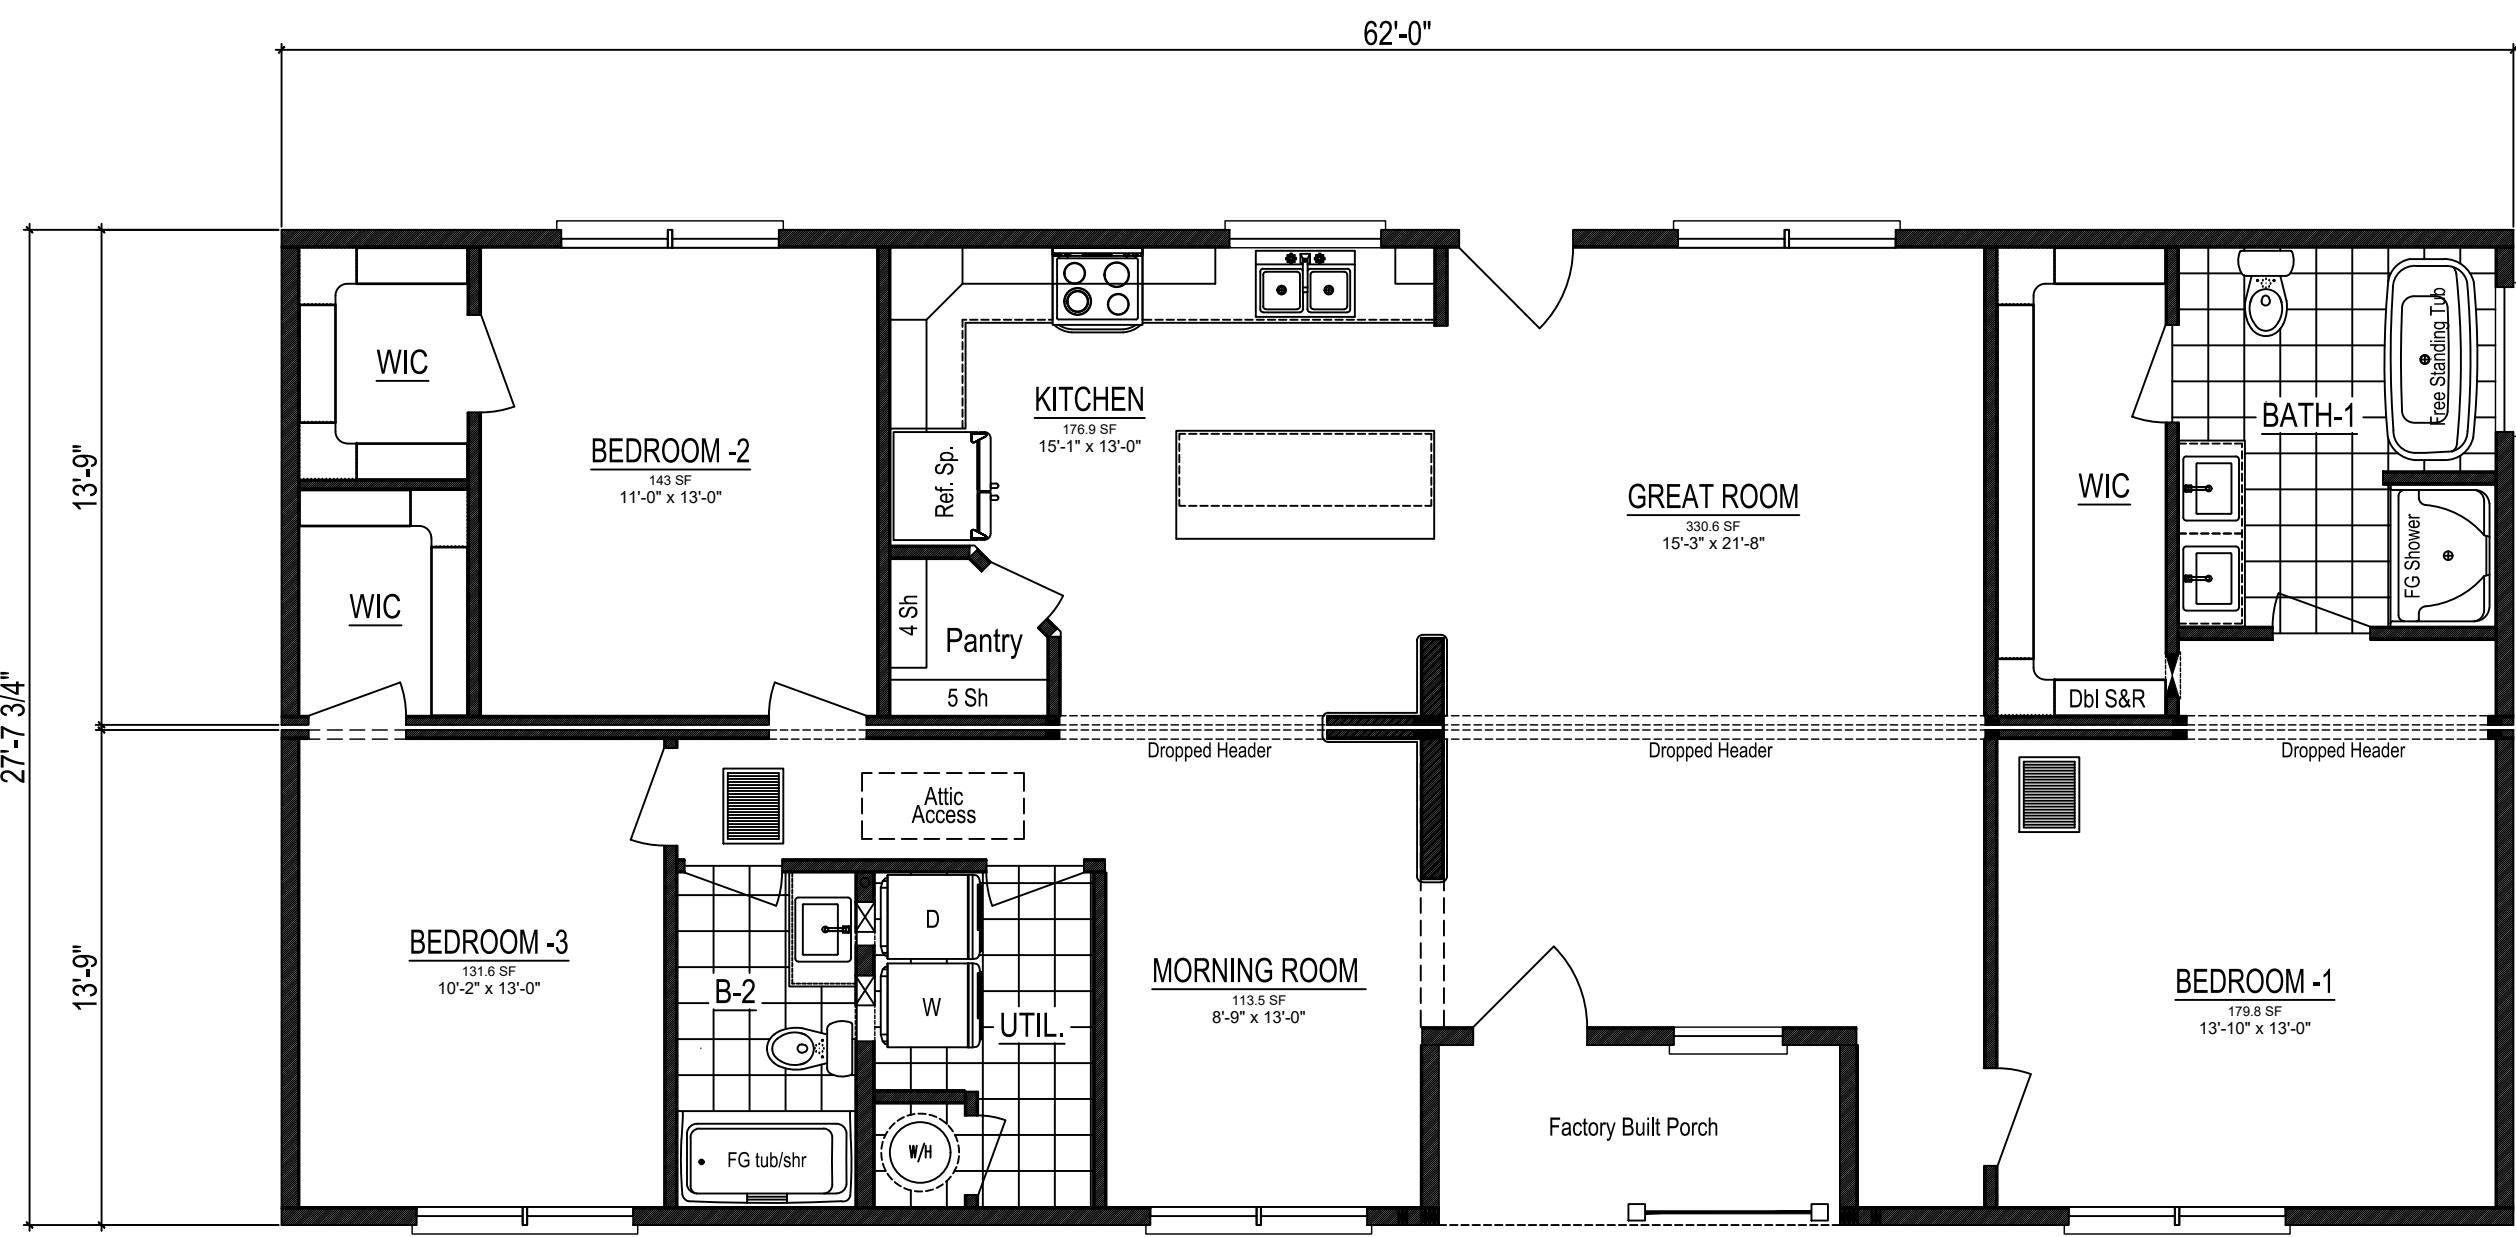 62'-0"
27'-7 3/4"
13'-9"
13'-9"
WIC
WIC
BEDROOM -2
143 SF
11'-0" x 13'-0"
KITCHEN
176.9 SF
15'-1" x 13'-0"
Ref. Sp.
4 Sh
Pantry
5 Sh
GREAT ROOM
330.6 SF
15'-3" x 21'-8"
WIC
Dbl S&R
BATH-1
Free Standing Tub
FG Shower
Dropped Header
Dropped Header
Dropped Header
Attic
Access
BEDROOM -3
131.6 SF
10'-2" x 13'-0"
B-2
FG tub/shr
D
W
UTIL.
W/H
MORNING ROOM
113.5 SF
8'-9" x 13'-0"
Factory Built Porch
BEDROOM -1
179.8 SF
13'-10" x 13'-0"